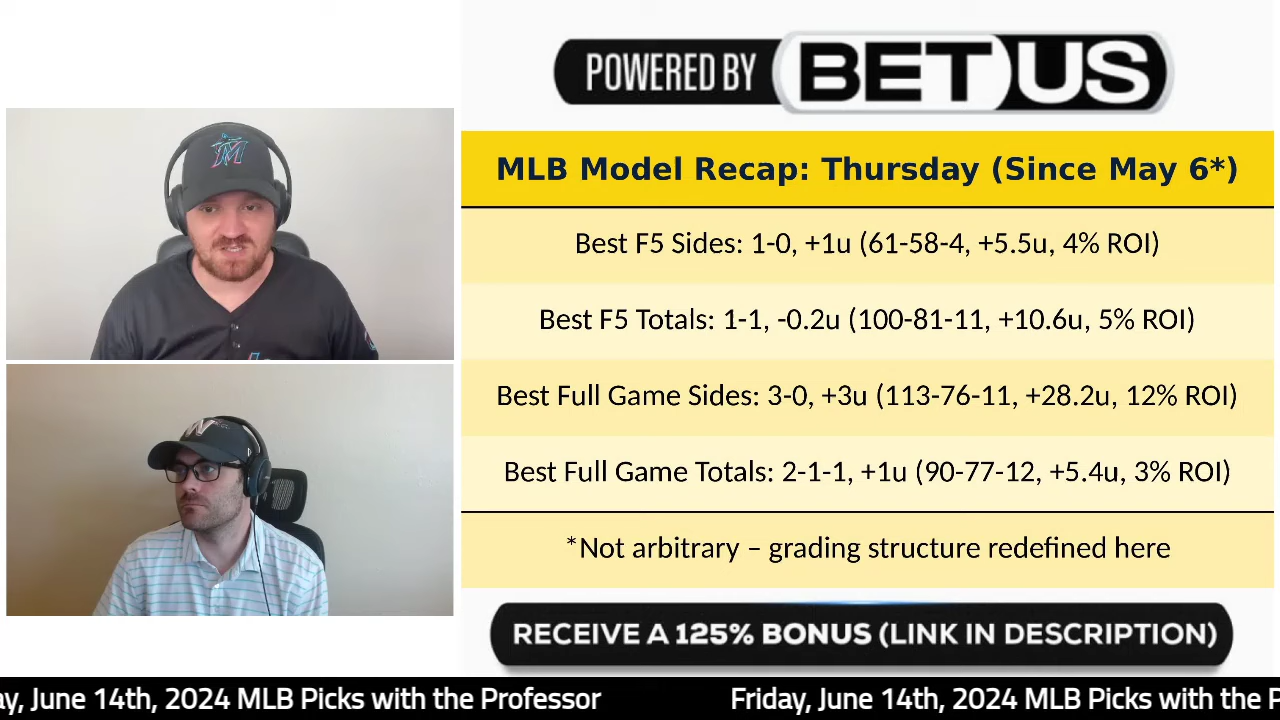 POWERED BY BETUS
MLB Model Recap: Thursday (Since May 6*)
Best F5 Sides: 1-0, +1u (61-58-4, +5.5u, 4% ROI)
Best F5 Totals: 1-1, -0.2u (100-81-11, +10.6u, 5% ROI)
Best Full Game Sides: 3-0, +3u (113-76-11, +28.2u, 12% ROI)
Best Full Game Totals: 2-1-1, +1u (90-77-12, +5.4u, 3% ROI)
*Not arbitrary – grading structure redefined here
RECEIVE A 125% BONUS (LINK IN DESCRIPTION)
ay, June 14th, 2024 MLB Picks with the Professor Friday, June 14th, 2024 MLB Picks with the P